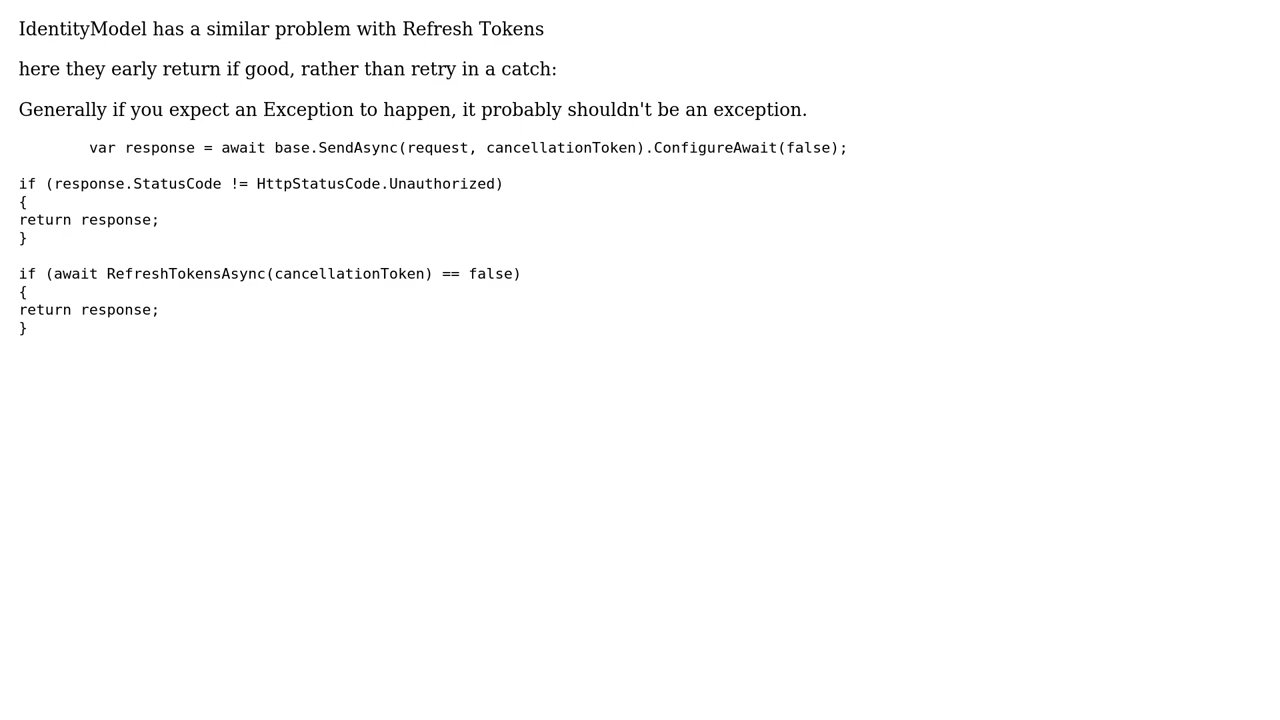 IdentityModel has a similar problem with Refresh Tokens
here they early return if good, rather than retry in a catch:
Generally if you expect an Exception to happen, it probably shouldn't be an exception.
var response = await base.SendAsync(request, cancellationToken).ConfigureAwait(false);
if (response.StatusCode != HttpStatusCode.Unauthorized)
{
return response;
}
if (await RefreshTokensAsync(cancellationToken) == false)
{
return response;
}